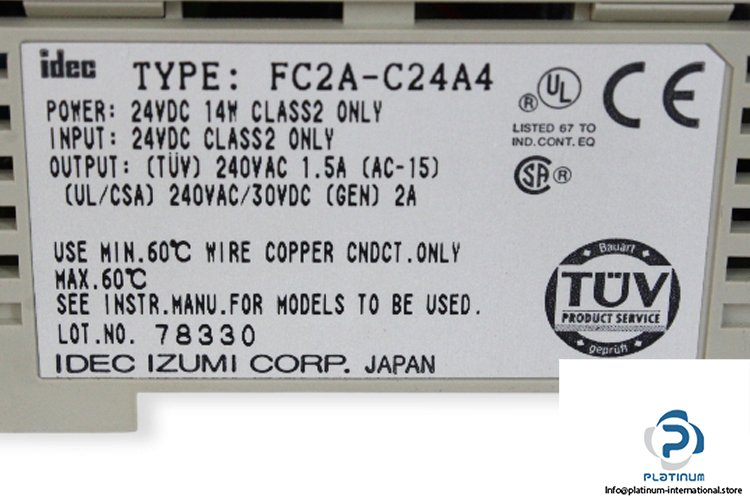 idec TYPE: FC2A-C24A4
POWER: 24VDC 14W CLASS2 ONLY
INPUT: 24VDC CLASS2 ONLY
OUTPUT: (TÜV) 240VAC 1.5A (AC-15)
(UL/CSA) 240VAC/30VDC (GEN) 2A
USE MIN.60℃ WIRE COPPER CNDCT.ONLY
MAX.60℃
SEE INSTR.MANU.FOR MODELS TO BE USED.
LOT.NO. 78330
IDEC IZUMI CORP. JAPAN
® UL CE
LISTED 67 TO
IND.CONT.EQ
SA ®
Bauart
TÜV
PRODUCT SERVICE
geprüft
P
PLATINUM
Info@platinum-international.store